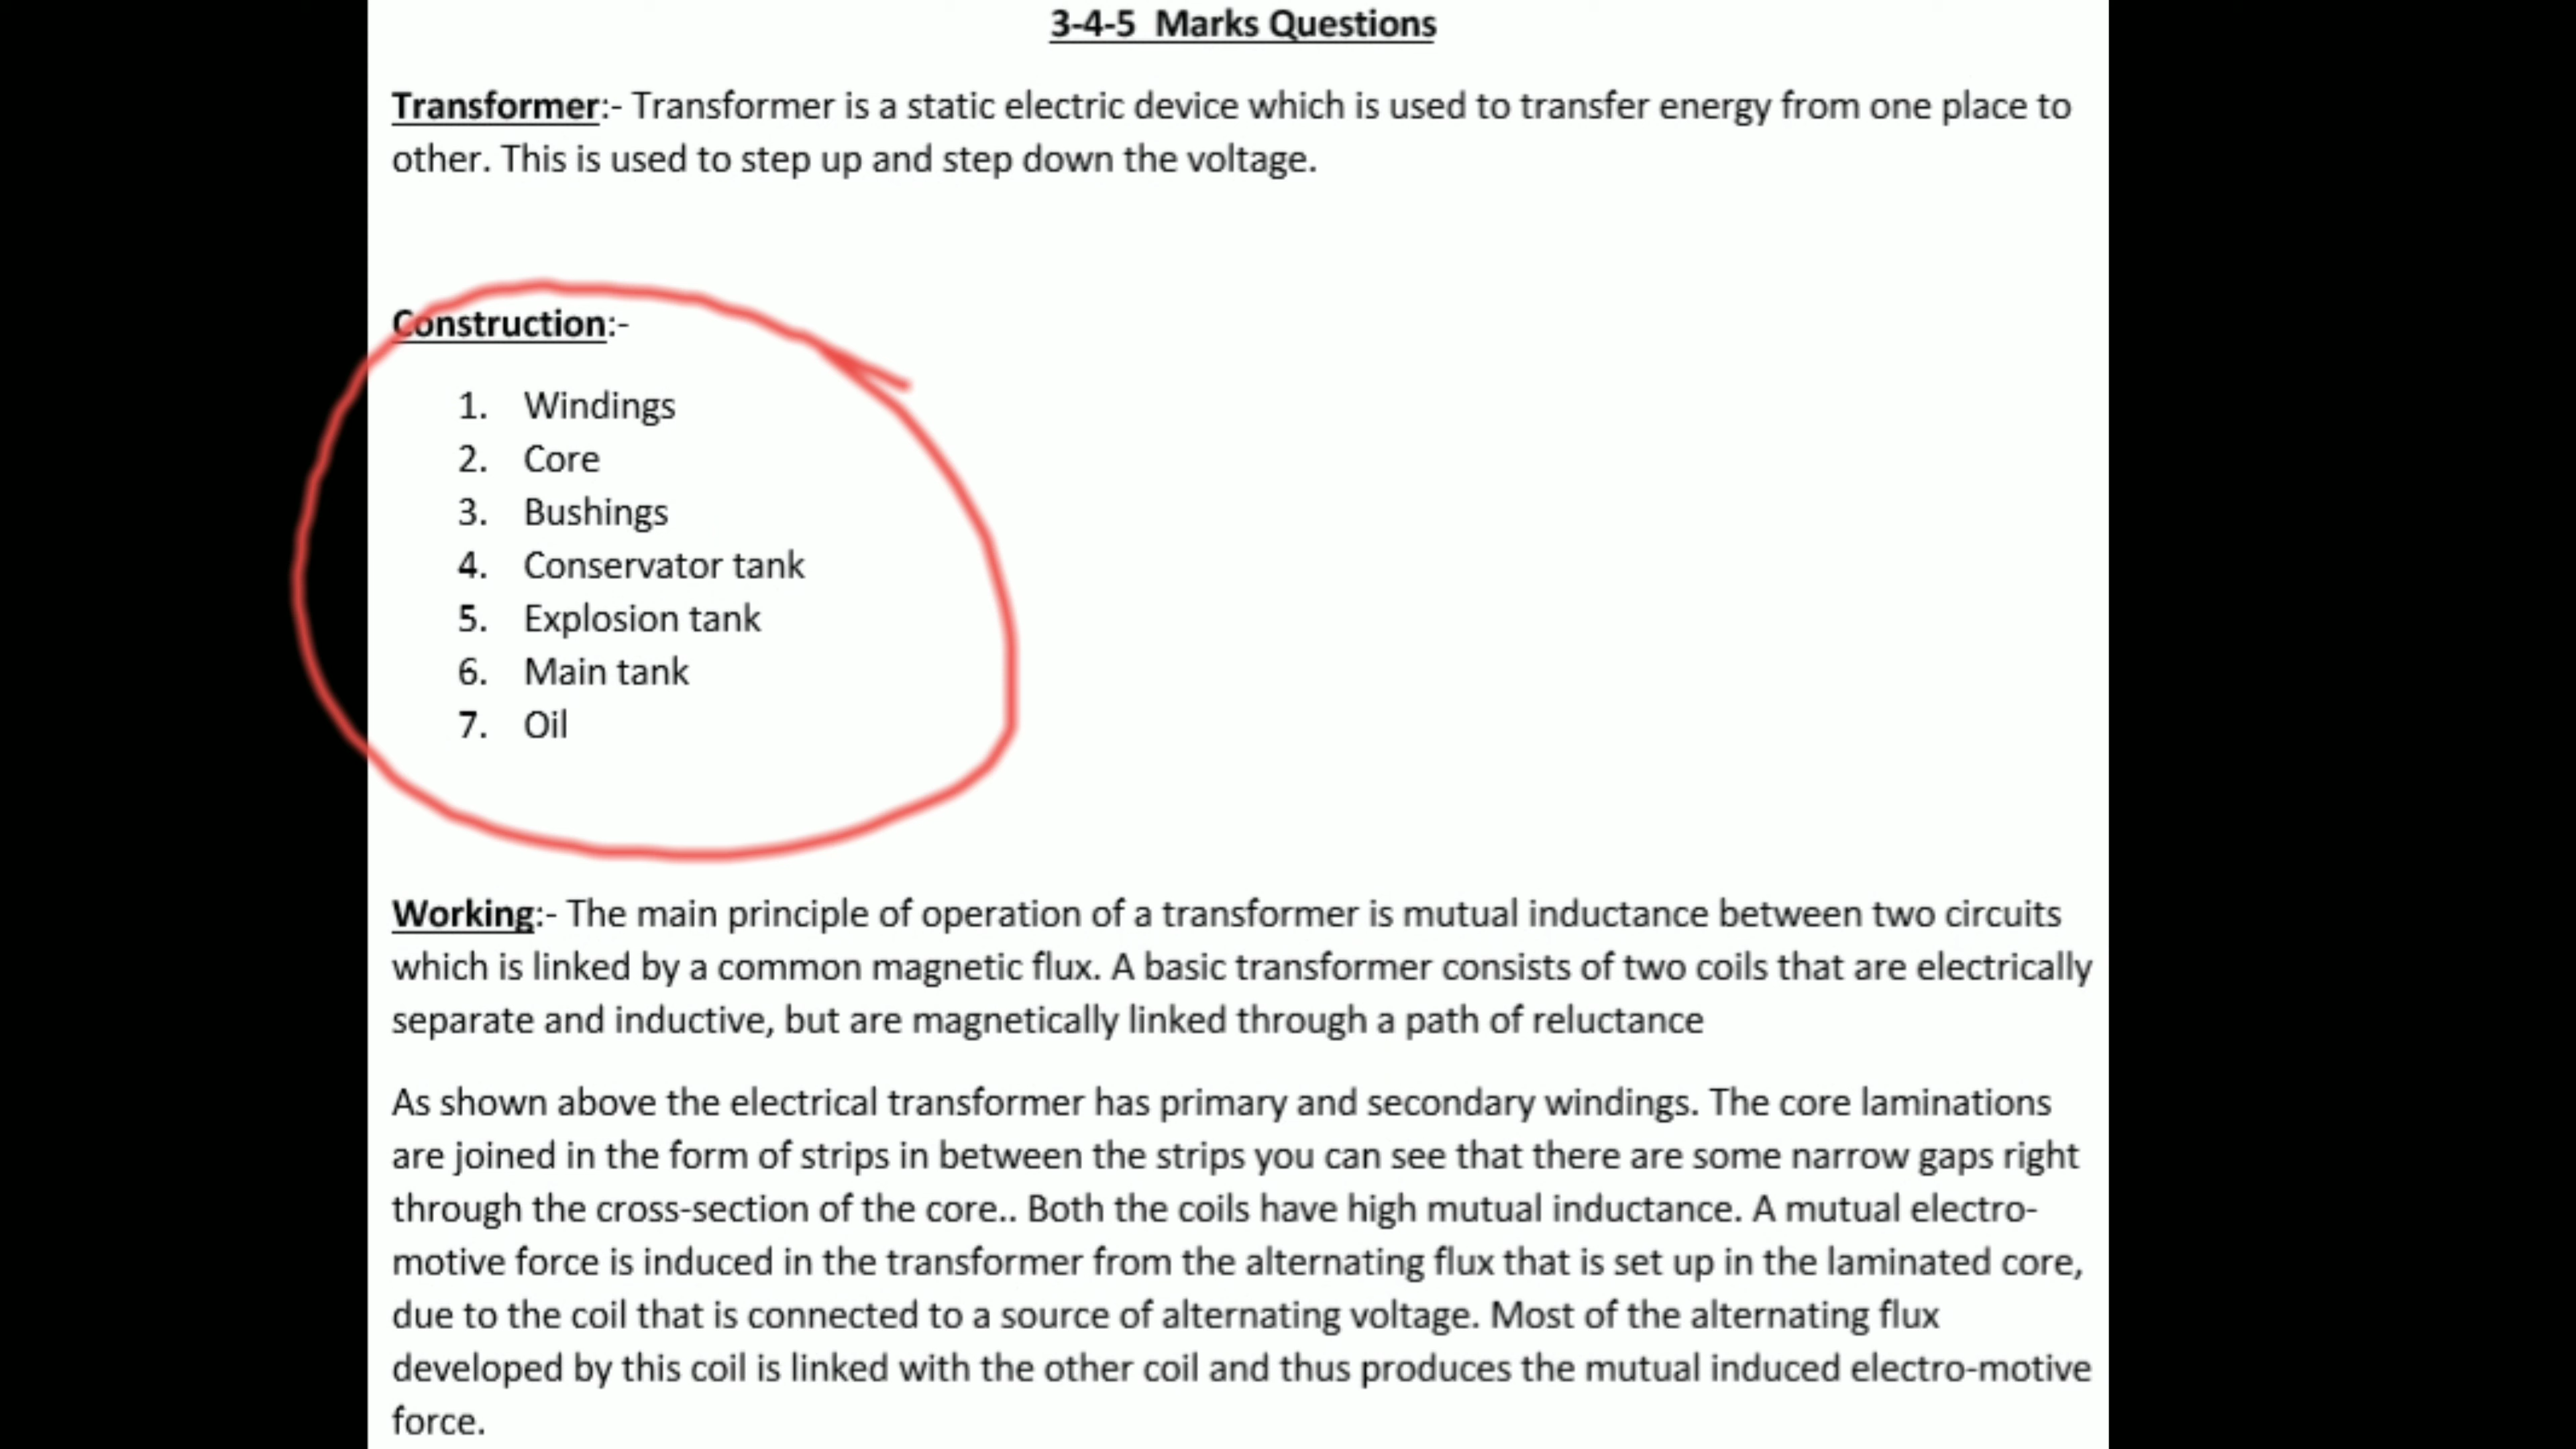 3-4-5 Marks Questions
Transformer:- Transformer is a static electric device which is used to transfer energy from one place to
other. This is used to step up and step down the voltage.
Construction:-
1. Windings
2. Core
3. Bushings
4. Conservator tank
5. Explosion tank
6. Main tank
7. Oil
Working:- The main principle of operation of a transformer is mutual inductance between two circuits
which is linked by a common magnetic flux. A basic transformer consists of two coils that are electrically
separate and inductive, but are magnetically linked through a path of reluctance
As shown above the electrical transformer has primary and secondary windings. The core laminations
are joined in the form of strips in between the strips you can see that there are some narrow gaps right
through the cross-section of the core.. Both the coils have high mutual inductance. A mutual electro-
motive force is induced in the transformer from the alternating flux that is set up in the laminated core,
due to the coil that is connected to a source of alternating voltage. Most of the alternating flux
developed by this coil is linked with the other coil and thus produces the mutual induced electro-motive
force.